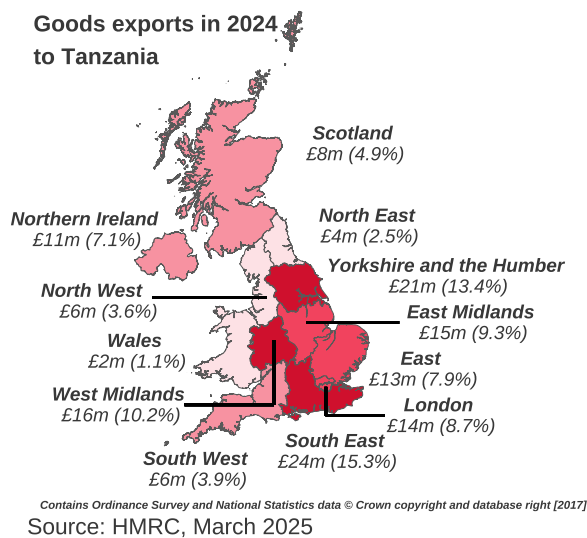 Goods exports in 2024
to Tanzania
Scotland
£8m (4.9%)
Northern Ireland
£11m (7.1%)
North East
£4m (2.5%)
Yorkshire and the Humber
£21m (13.4%)
North West
£6m (3.6%)
East Midlands
£15m (9.3%)
Wales
£2m (1.1%)
East
£13m (7.9%)
West Midlands
£16m (10.2%)
London
£14m (8.7%)
South East
£24m (15.3%)
South West
£6m (3.9%)
Contains Ordinance Survey and National Statistics data © Crown copyright and database right [2017]
Source: HMRC, March 2025